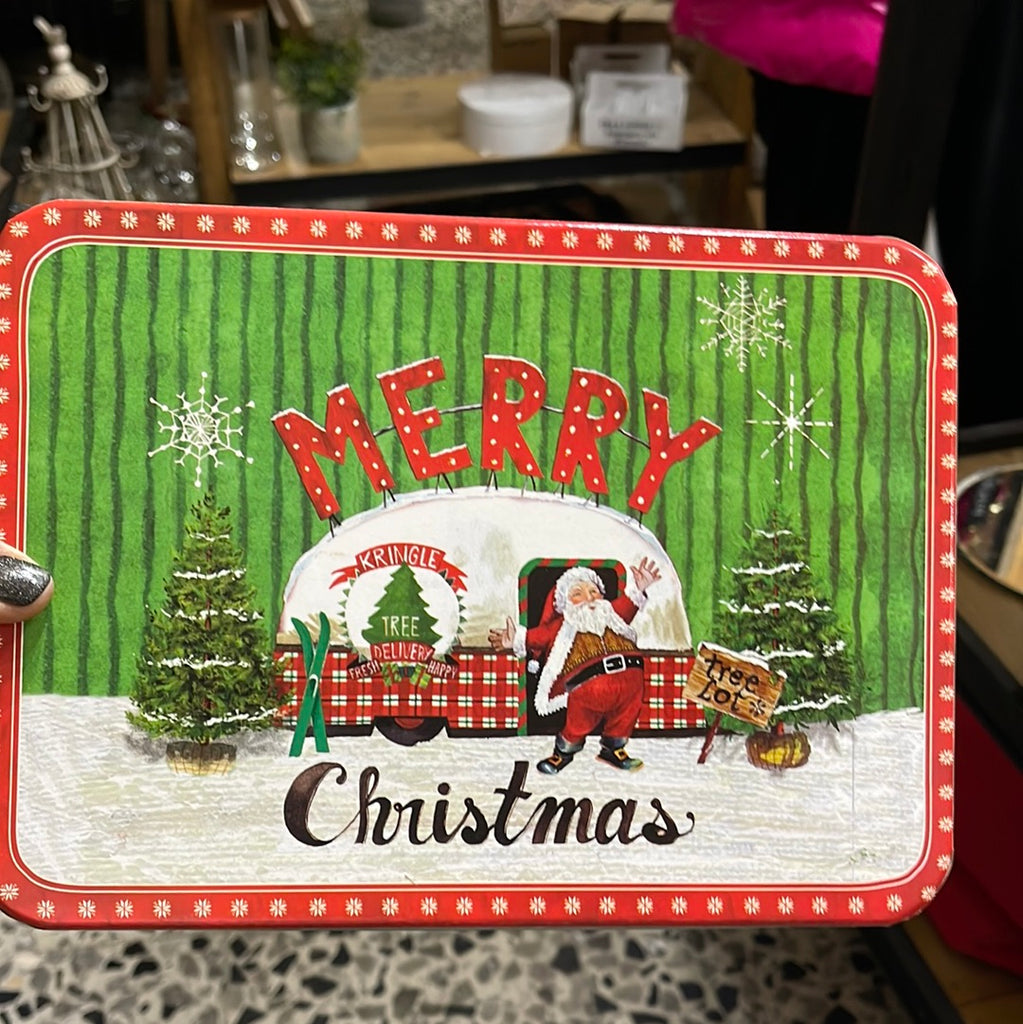 MERRY
KRINGLE
TREE
DELIVERY
FRESH HAPPY
tree
Lot
Christmas